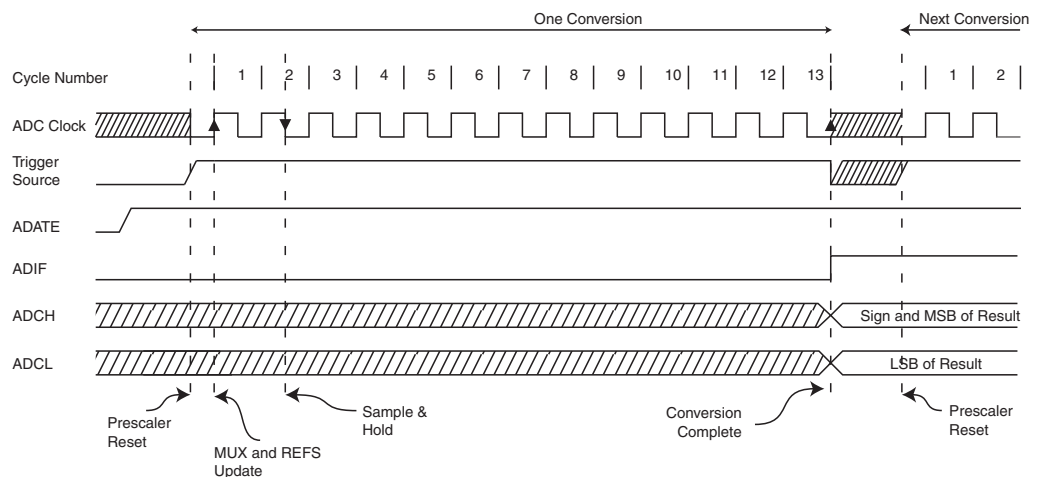 One Conversion
Next Conversion
Cycle Number
1 2 3 4 5 6 7 8 9 10 11 12 13
1 2
ADC Clock
Trigger
Source
ADATE
ADIF
ADCH
Sign and MSB of Result
ADCL
LSB of Result
Prescaler
Reset
MUX and REFS
Update
Sample &
Hold
Conversion
Complete
Prescaler
Reset